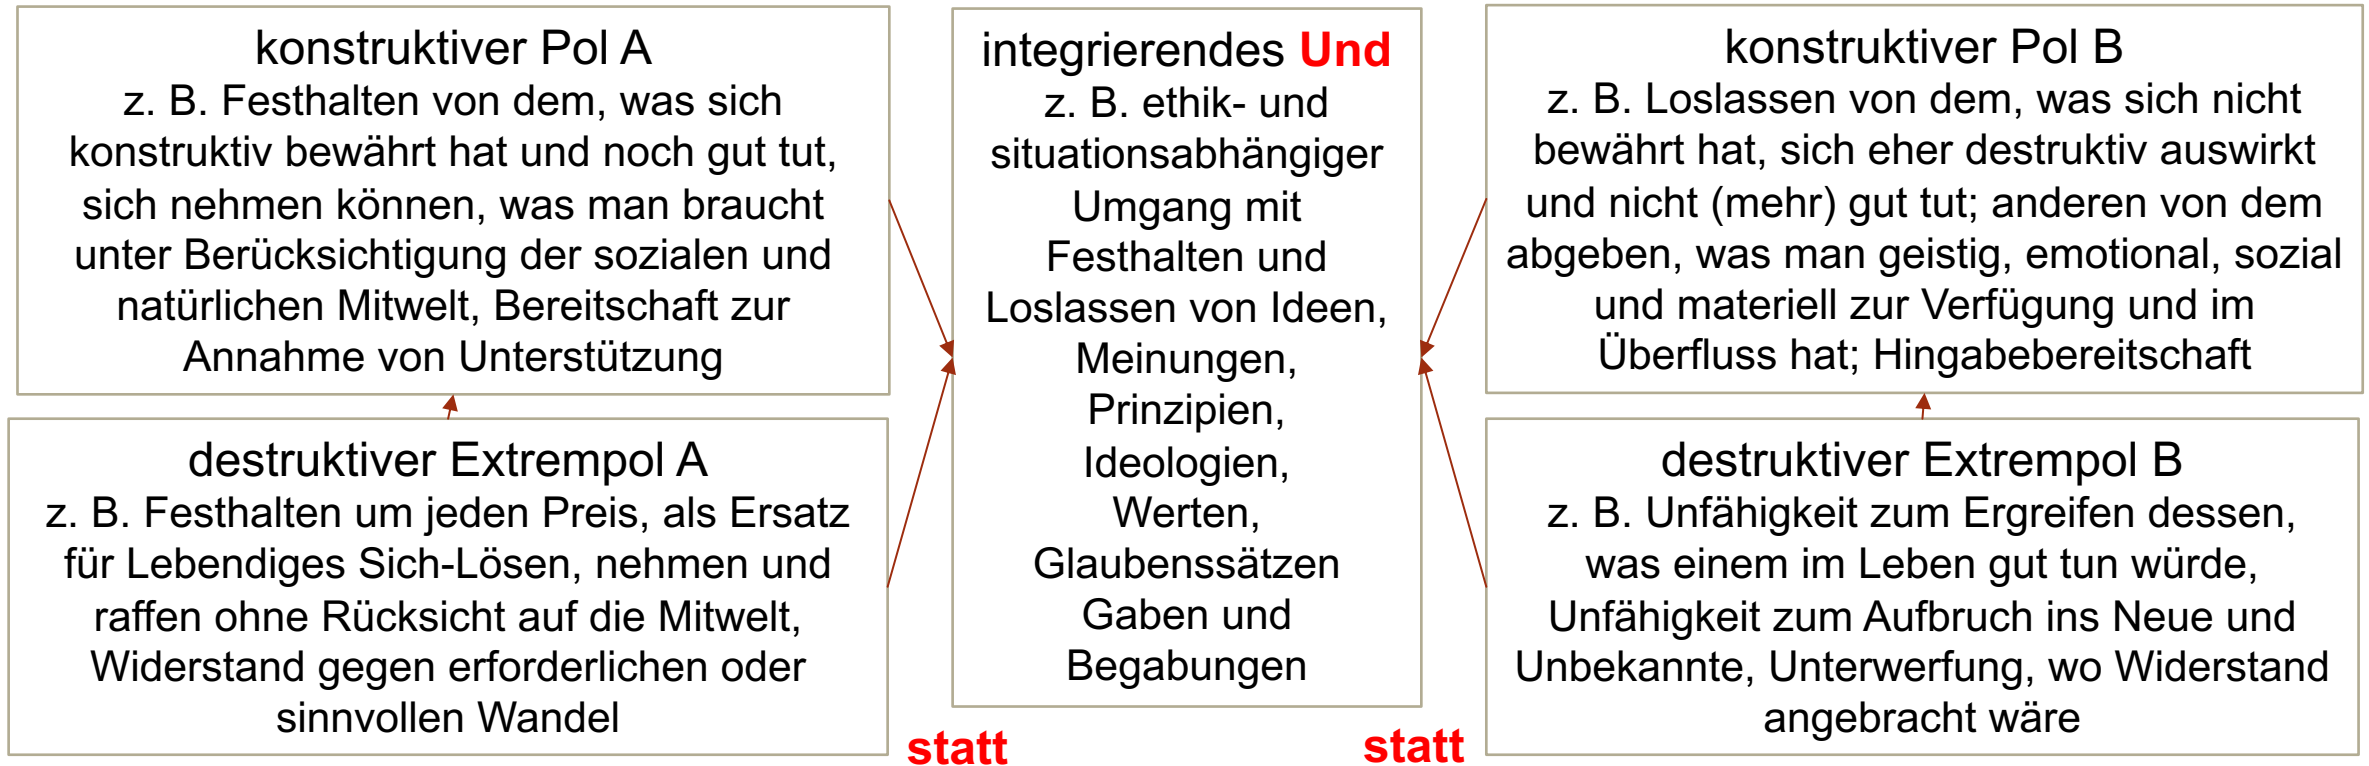 konstruktiver Pol A
z. B. Festhalten von dem, was sich
konstruktiv bewährt hat und noch gut tut,
sich nehmen können, was man braucht
unter Berücksichtigung der sozialen und
natürlichen Mitwelt, Bereitschaft zur
Annahme von Unterstützung
destruktiver Extrempol A
z. B. Festhalten um jeden Preis, als Ersatz
für Lebendiges Sich-Lösen, nehmen und
raffen ohne Rücksicht auf die Mitwelt,
Widerstand gegen erforderlichen oder
sinnvollen Wandel
statt
integrierendes Und
z. B. ethik- und
situationsabhängiger
Umgang mit
Festhalten und
Loslassen von Ideen,
Meinungen,
Prinzipien,
Ideologien,
Werten,
Glaubenssätzen
Gaben und
Begabungen
statt
konstruktiver Pol B
z. B. Loslassen von dem, was sich nicht
bewährt hat, sich eher destruktiv auswirkt
und nicht (mehr) gut tut; anderen von dem
abgeben, was man geistig, emotional, sozial
und materiell zur Verfügung und im
Überfluss hat; Hingabebereitschaft
destruktiver Extrempol B
z. B. Unfähigkeit zum Ergreifen dessen,
was einem im Leben gut tun würde,
Unfähigkeit zum Aufbruch ins Neue und
Unbekannte, Unterwerfung, wo Widerstand
angebracht wäre